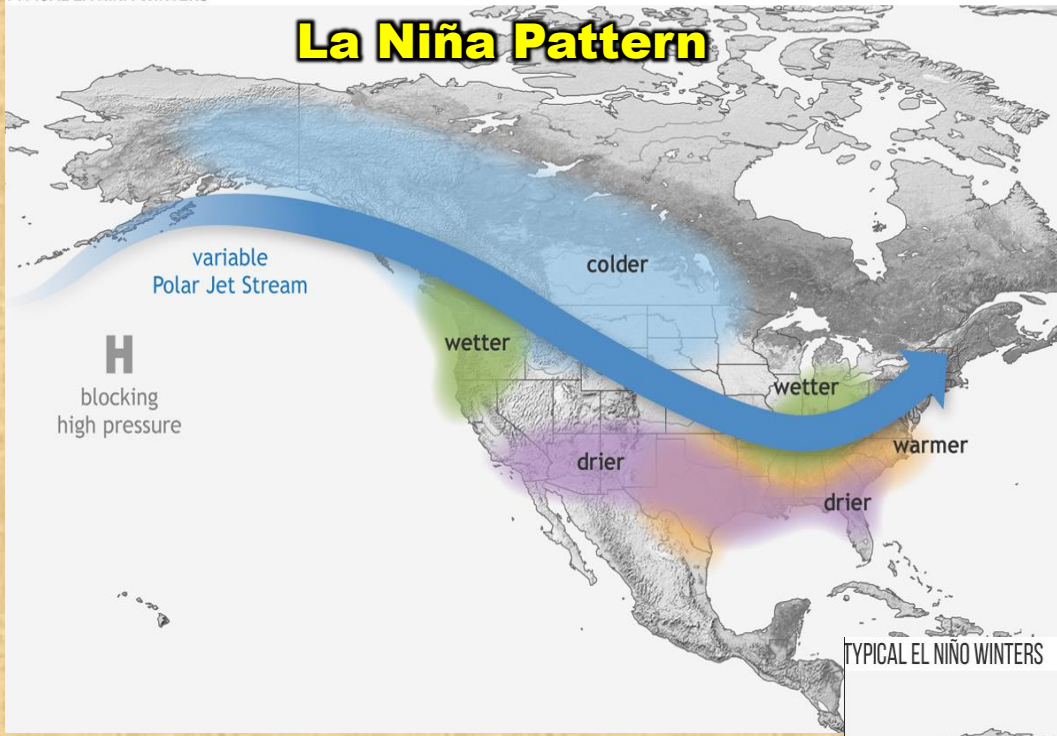 La Niña Pattern
variable
Polar Jet Stream
colder
wetter
H
blocking
high pressure
wetter
warmer
drier
drier
TYPICAL EL NIÑO WINTERS